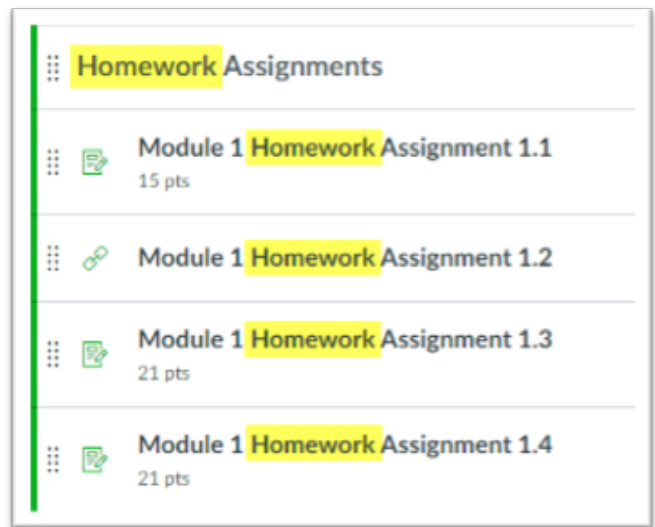 Homework Assignments
Module 1 Homework Assignment 1.1
15 pts
Module 1 Homework Assignment 1.2
Module 1 Homework Assignment 1.3
21 pts
Module 1 Homework Assignment 1.4
21 pts